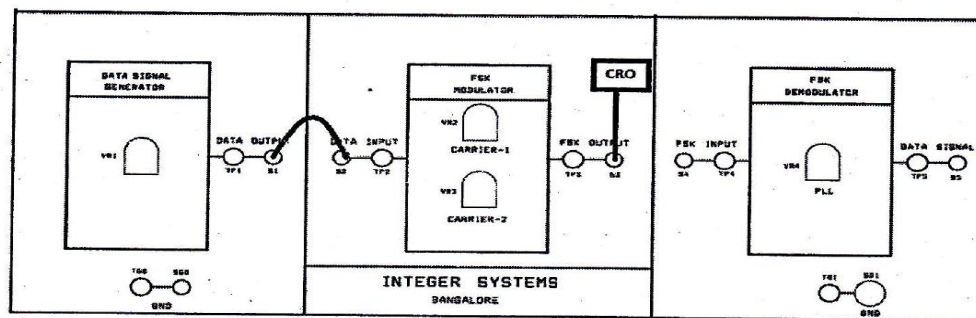 DATA SIGNAL
GENERATOR
VR1
DATA OUTPUT
TP1 S1
TG0 SG0
GND
FSK
MODULATOR
VR2
CARRIER-1
VR3
CARRIER-2
DATA INPUT
S2 TP2
FSK OUTPUT
TP3 S3
CRO
INTEGER SYSTEMS
BANGALORE
FSK
DEMODULATOR
VR4
PLL
FSK INPUT
S4 TP4
DATA SIGNAL
TP5 S5
TG1 SG1
GND